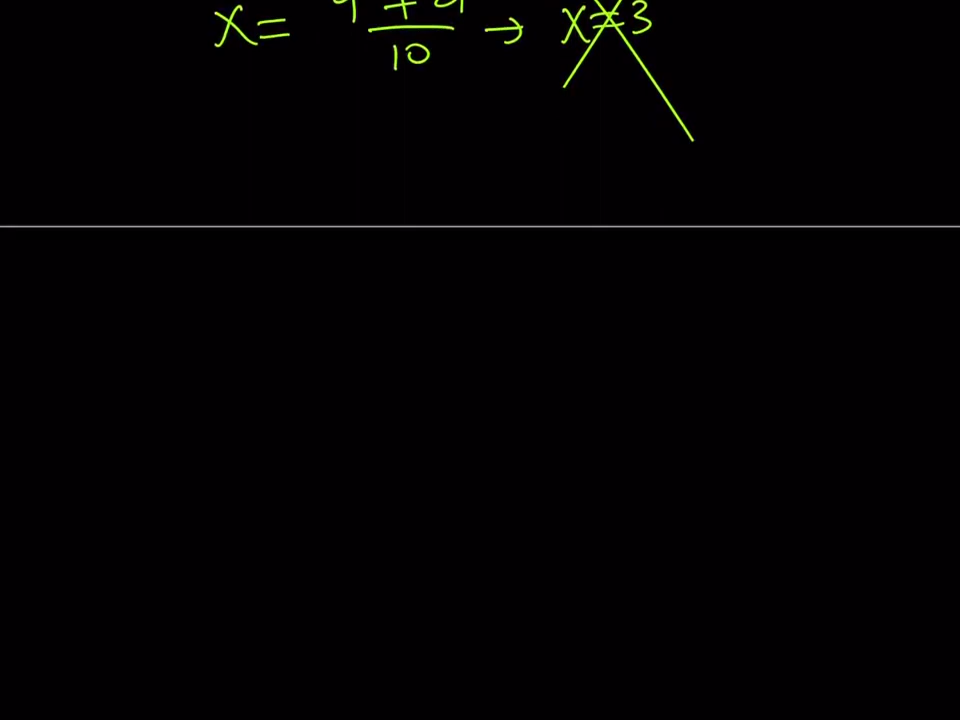 X = → X = 3
10